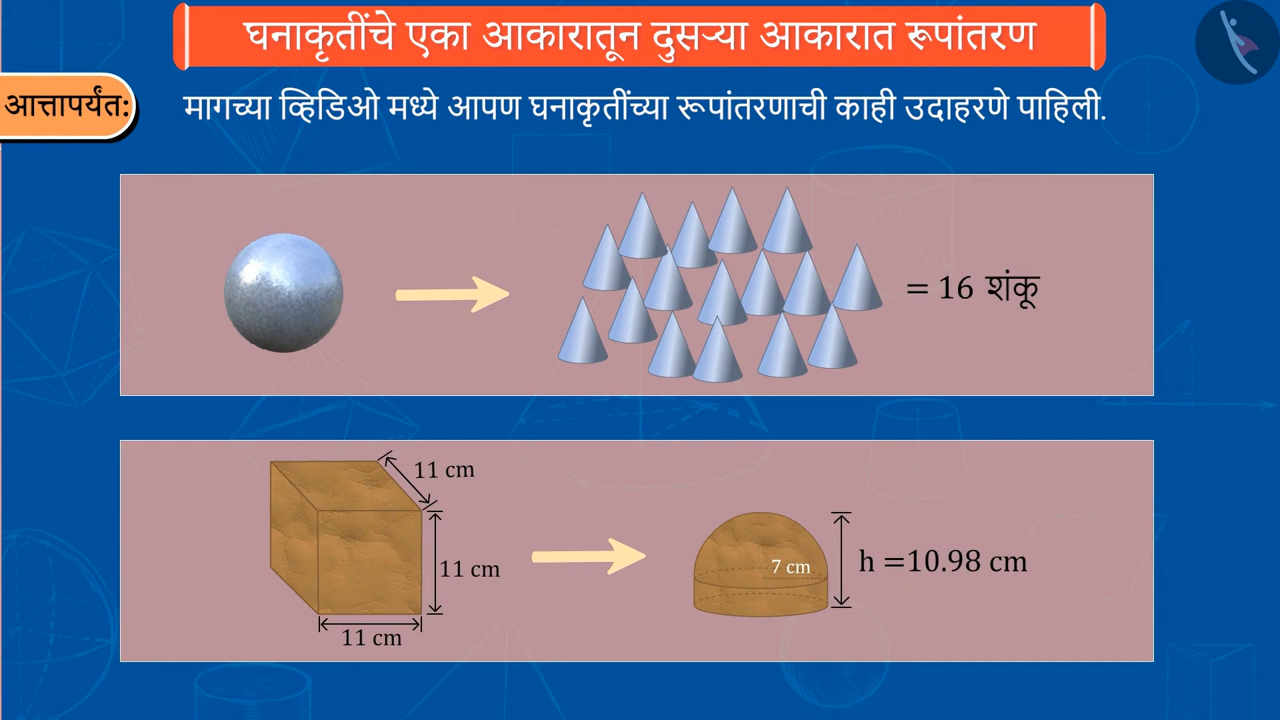 घनाकृतींचे एका आकारातून दुसऱ्या आकारात रूपांतरण
आत्तापर्यंत:
मागच्या व्हिडिओ मध्ये आपण घनाकृतींच्या रूपांतरणाची काही उदाहरणे पाहिली.
= 16 शंकू
11 cm
11 cm
11 cm
7 cm
h =10.98 cm